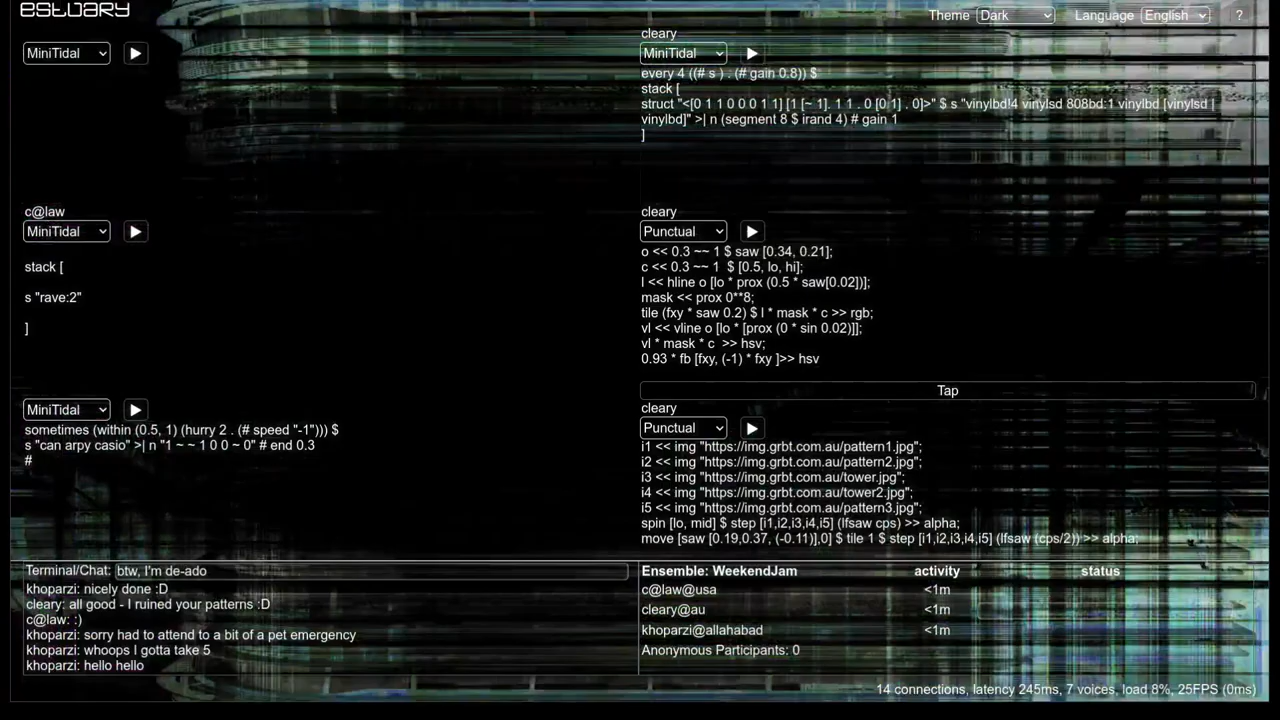 estuary
Theme Dark Language English ?
MiniTidal
cleary
MiniTidal
every 4 ((# s ) . (# gain 0.8)) $
stack [
struct "<[0 1 1 0 0 0 1 1] [1 [~ 1]. 1 1 . 0 [0 1] . 0]>" $ s "vinylbd!4 vinylsd 808bd:1 vinylbd [vinylsd |
vinylbd]" >| n (segment 8 $ irand 4) # gain 1
]
c@law
MiniTidal
stack [
s "rave:2"
]
cleary
Punctual
o << 0.3 ~~ 1 $ saw [0.34, 0.21];
c << 0.3 ~~ 1  $ [0.5, lo, hi];
l << hline o [lo * prox (0.5 * saw[0.02])];
mask << prox 0**8;
tile (fxy * saw 0.2) $ l * mask * c >> rgb;
vl << vline o [lo * [prox (0 * sin 0.02)]];
vl * mask * c  >> hsv;
0.93 * fb [fxy, (-1) * fxy ]>> hsv
MiniTidal
sometimes (within (0.5, 1) (hurry 2 . (# speed "-1"))) $
s "can arpy casio" >| n "1 ~ ~ 1 0 0 ~ 0" # end 0.3
#
Tap
cleary
Punctual
i1 << img "https://img.grbt.com.au/pattern1.jpg";
i2 << img "https://img.grbt.com.au/pattern2.jpg";
i3 << img "https://img.grbt.com.au/tower.jpg";
i4 << img "https://img.grbt.com.au/tower2.jpg";
i5 << img "https://img.grbt.com.au/pattern3.jpg";
spin [lo, mid] $ step [i1,i2,i3,i4,i5] (lfsaw cps) >> alpha;
move [saw [0.19,0.37, (-0.11)],0] $ tile 1 $ step [i1,i2,i3,i4,i5] (lfsaw (cps/2)) >> alpha;
Terminal/Chat: btw, I'm de-ado
khoparzi: nicely done :D
cleary: all good - I ruined your patterns :D
c@law: :)
khoparzi: sorry had to attend to a bit of a pet emergency
khoparzi: whoops I gotta take 5
khoparzi: hello hello
Ensemble: WeekendJam activity status
c@law@usa <1m
cleary@au <1m
khoparzi@allahabad <1m
Anonymous Participants: 0
14 connections, latency 245ms, 7 voices, load 8%, 25FPS (0ms)